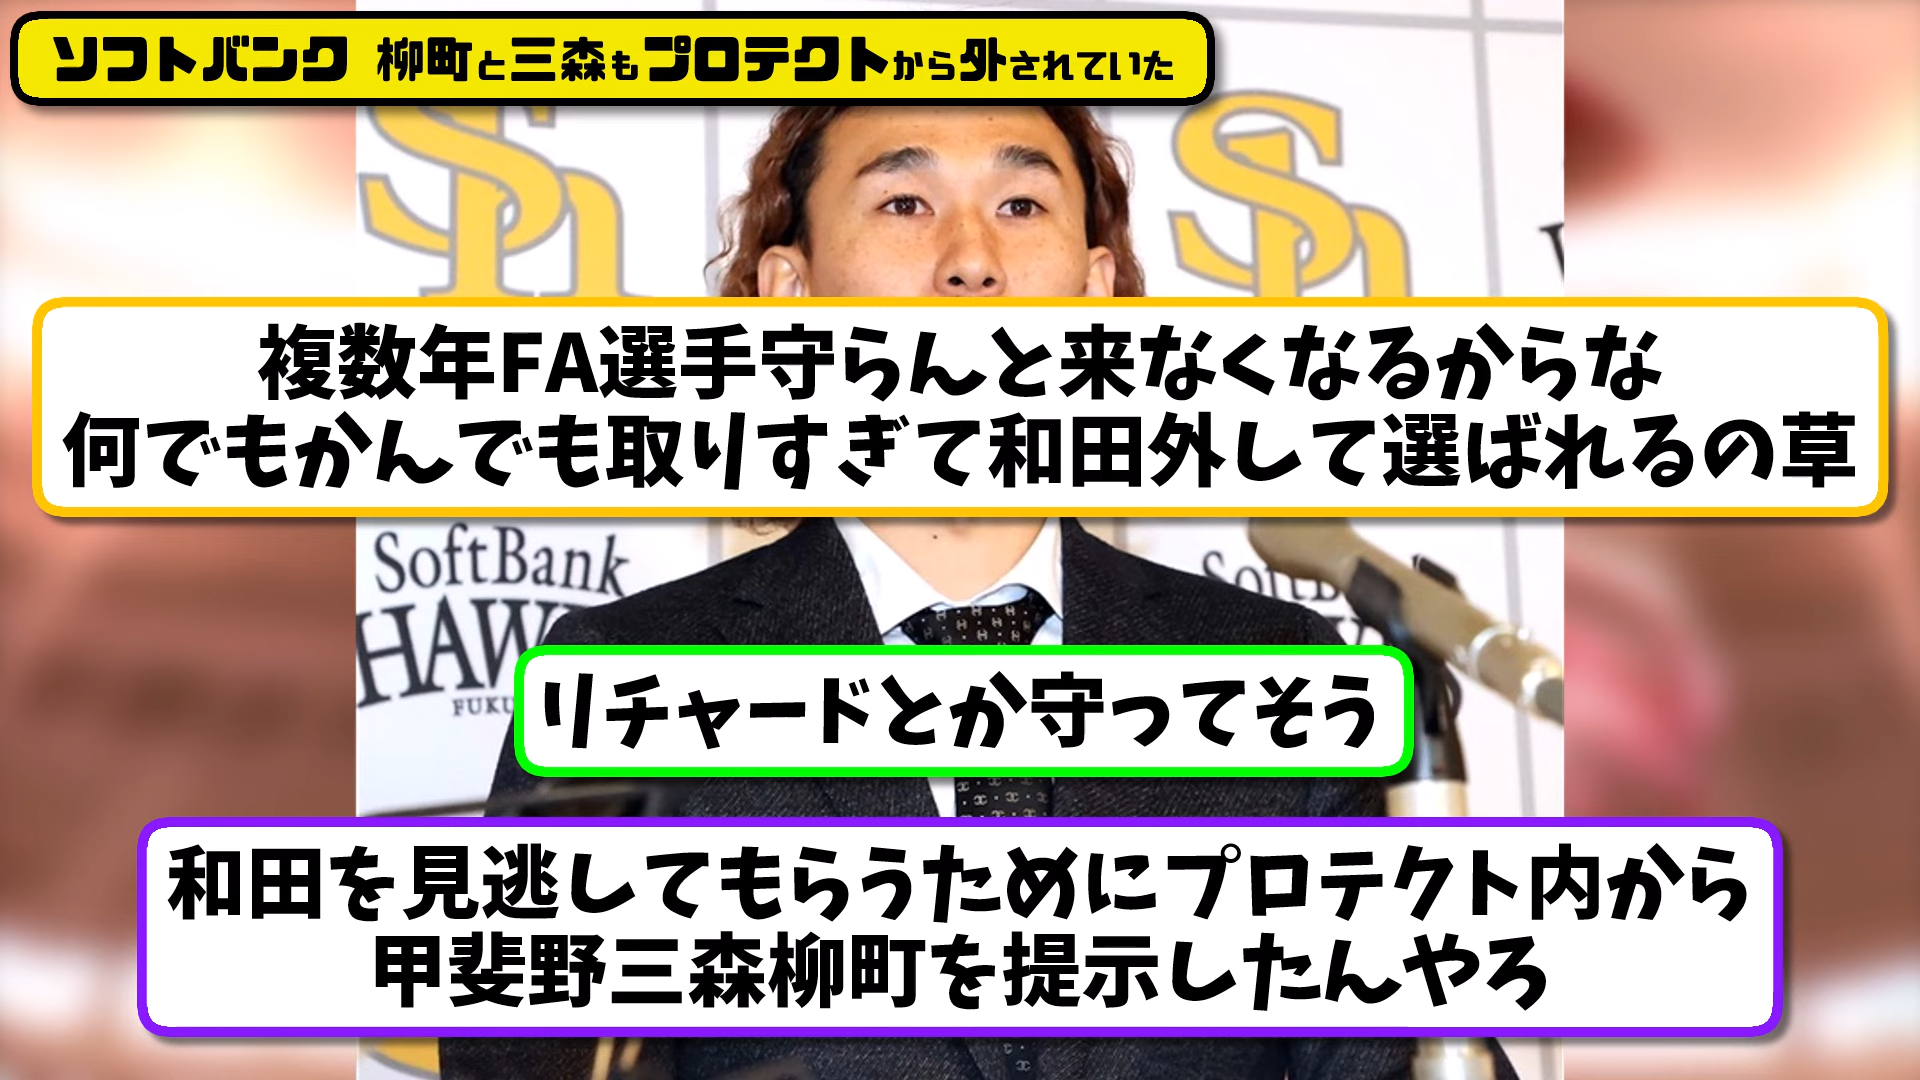 ソフトバンク 柳町と三森もプロテクトから外されていた
複数年FA選手守らんと来なくなるからな
何でもかんでも取りすぎて和田外して選ばれるの草
SoftBank
HAW
FUKU
リチャードとか守ってそう
和田を見逃してもらうためにプロテクト内から
甲斐野三森柳町を提示したんやろ